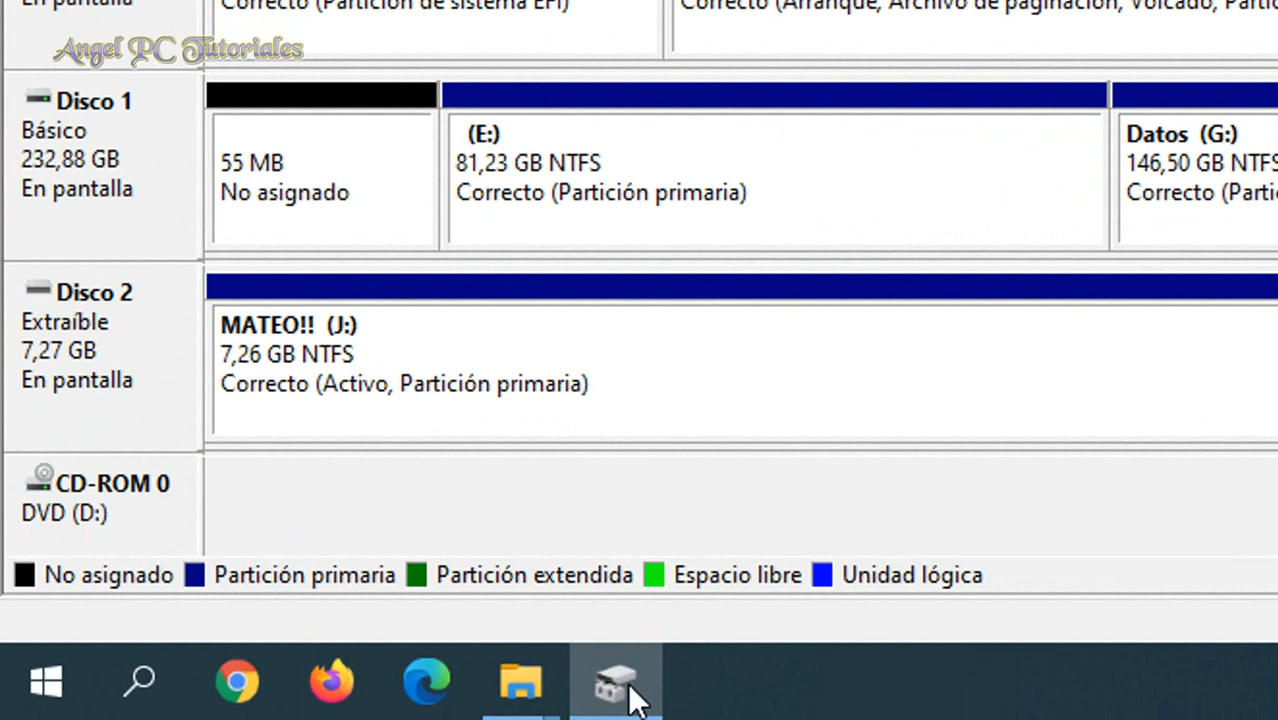 Correcto (Partición de sistema EFI)
Correcto (Arranque, Archivo de paginación, Volcado, Parti
Angel PC Tutoriales
Disco 1
Básico
232,88 GB
En pantalla
55 MB
No asignado
(E:)
81,23 GB NTFS
Correcto (Partición primaria)
Datos (G:)
146,50 GB NTFS
Correcto (Parti
Disco 2
Extraíble
7,27 GB
En pantalla
MATEO!! (J:)
7,26 GB NTFS
Correcto (Activo, Partición primaria)
CD-ROM 0
DVD (D:)
No asignado
Partición primaria
Partición extendida
Espacio libre
Unidad lógica